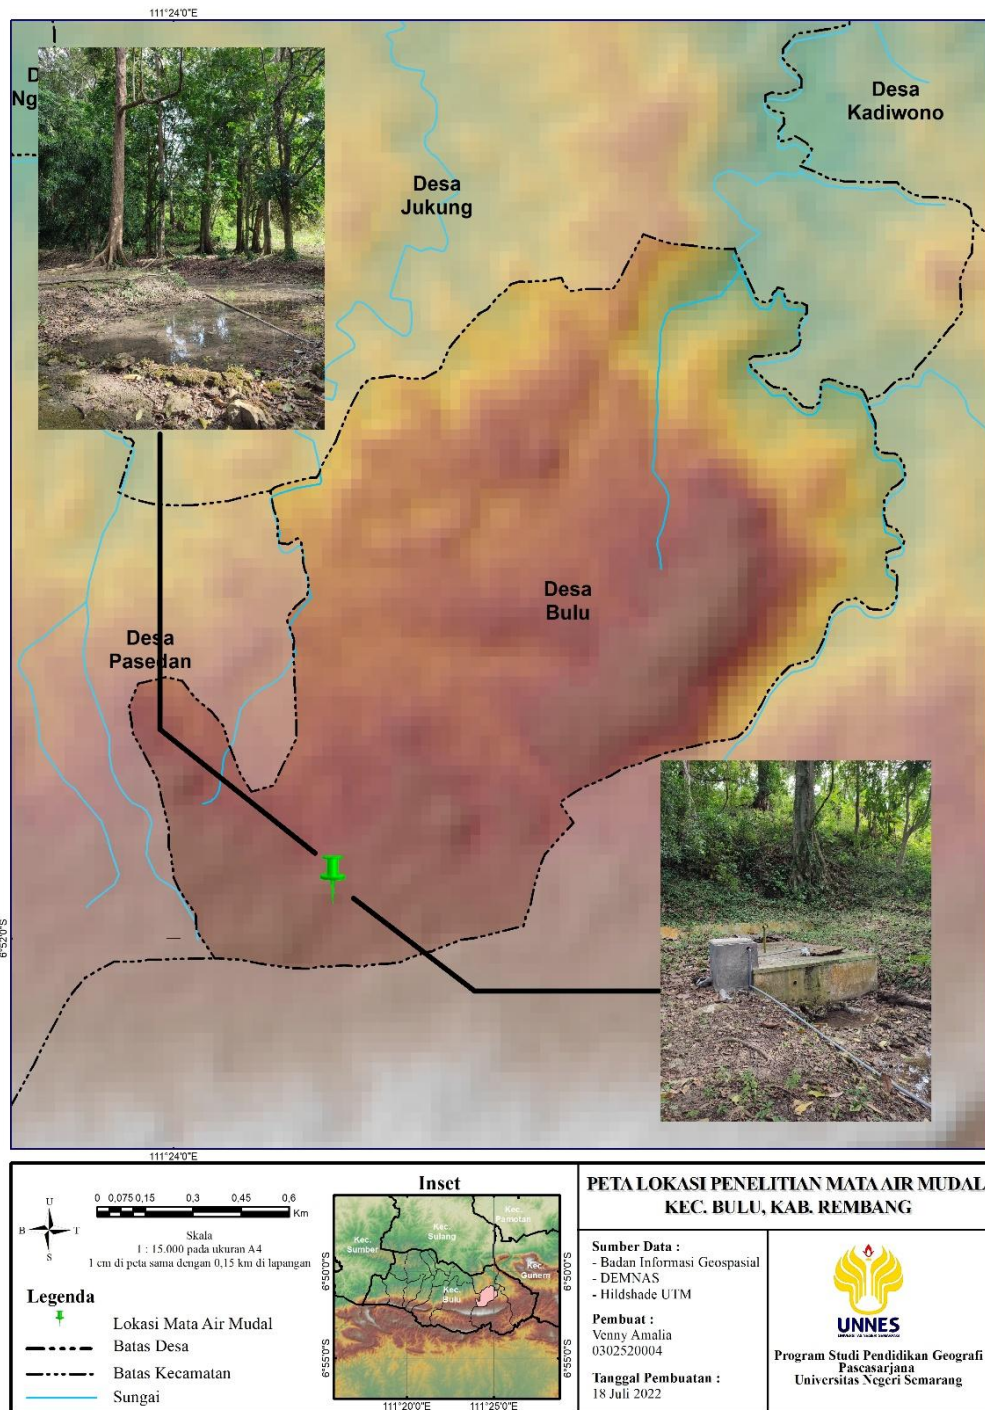 111°24'0"E
D
Ng
Desa
Kadiwono
Desa
Jukung
Desa
Bulu
Desa
Pasedan
6°52'0"S
111°24'0"E
U
B T
S
0 0,075 0,15 0,3 0,45 0,6
Km
Skala
1 : 15.000 pada ukuran A4
1 cm di peta sama dengan 0,15 km di lapangan
Legenda
Lokasi Mata Air Mudal
Batas Desa
Batas Kecamatan
Sungai
Inset
Kec.
Pamotan
Kec.
Sulang
Kec.
Sumber
Kec.
Gunem
Kec.
Bulu
6°50'0"S
6°55'0"S
6°50'0"S
6°55'0"S
111°20'0"E 111°25'0"E
PETA LOKASI PENELITIAN MATA AIR MUDAL
KEC. BULU, KAB. REMBANG
Sumber Data :
- Badan Informasi Geospasial
- DEMNAS
- Hildshade UTM
Pembuat :
Venny Amalia
0302520004
Tanggal Pembuatan :
18 Juli 2022
UNNES
UNIVERSITAS NEGERI SEMARANG
Program Studi Pendidikan Geografi
Pascasarjana
Universitas Negeri Semarang